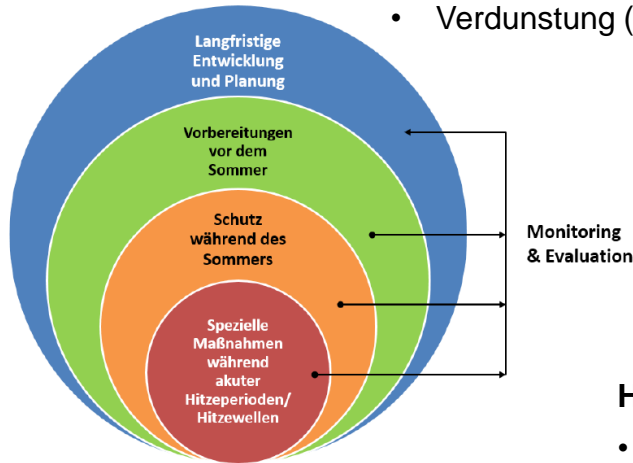 • Verdunstung (
Langfristige
Entwicklung
und Planung
Vorbereitungen
vor dem
Sommer
Schutz
während des
Sommers
Spezielle
Maßnahmen
während
akuter
Hitzeperioden/
Hitzewellen
Monitoring
& Evaluation
H
•